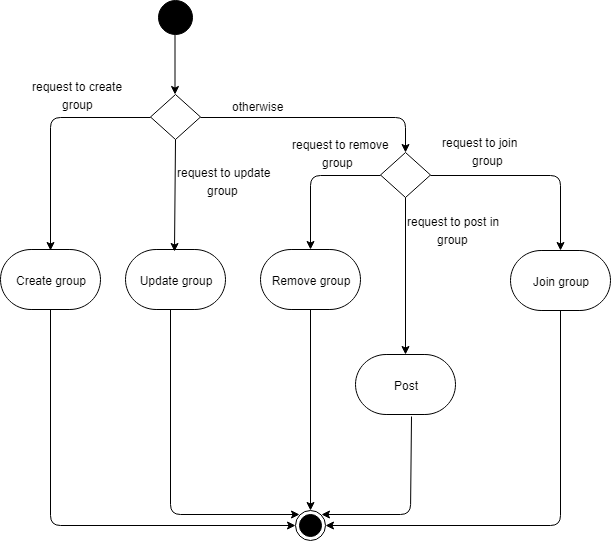 request to create
group
otherwise
request to remove
group
request to join
group
request to update
group
request to post in
group
Create group
Update group
Remove group
Join group
Post